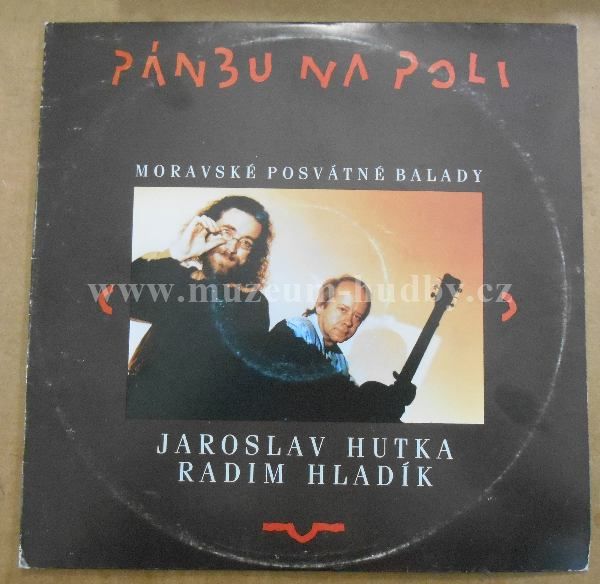 PÁNBU NA POLI
MORAVSKÉ POSVÁTNÉ BALADY
www.muzeum-hudby.cz
JAROSLAV HUTKA
RADIM HLADÍK